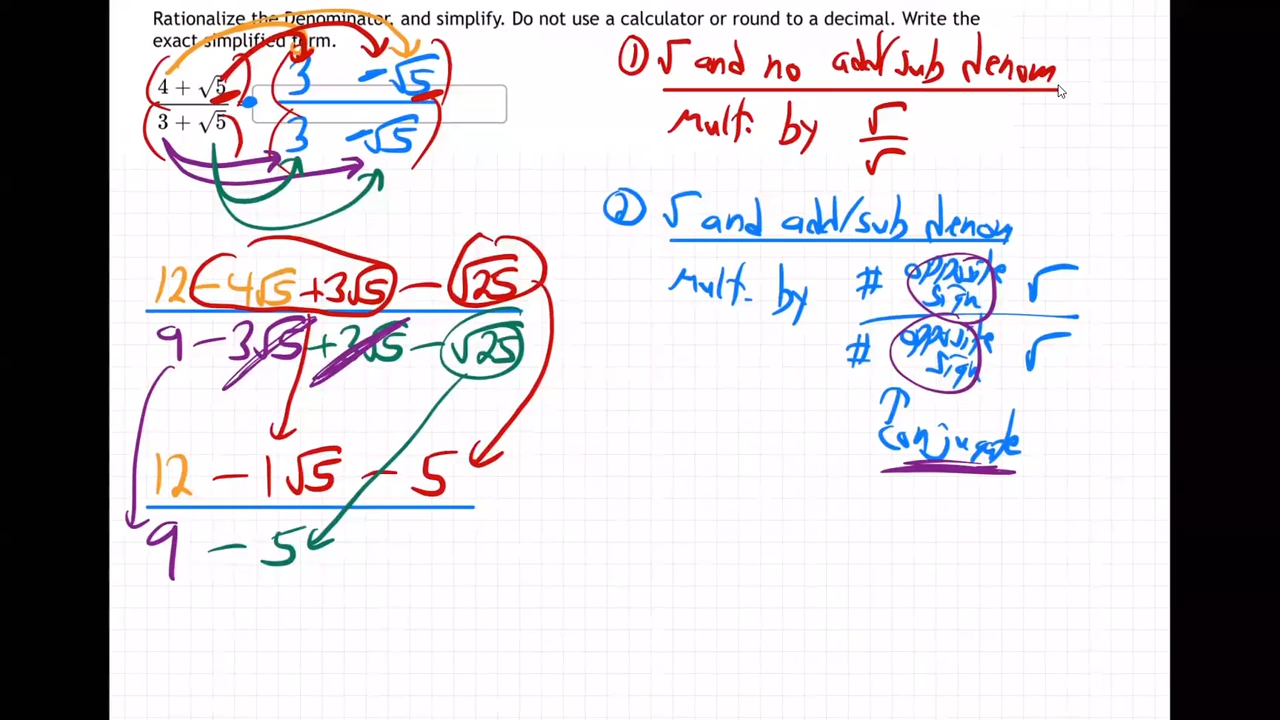 Rationalize the Denominator, and simplify. Do not use a calculator or round to a decimal. Write the
exact simplified form.
(4 + √5) / (3 + √5) · (3 - √5) / (3 - √5)
12 - 4√5 + 3√5 - √25
9 - 3√5 + 3√5 - √25
12 - 1√5 - 5
9 - 5
① √ and no add/sub denom
Mult. by √/√
② √ and add/sub denom
Mult. by # opposite sign √
# opposite sign √
↑
conjugate